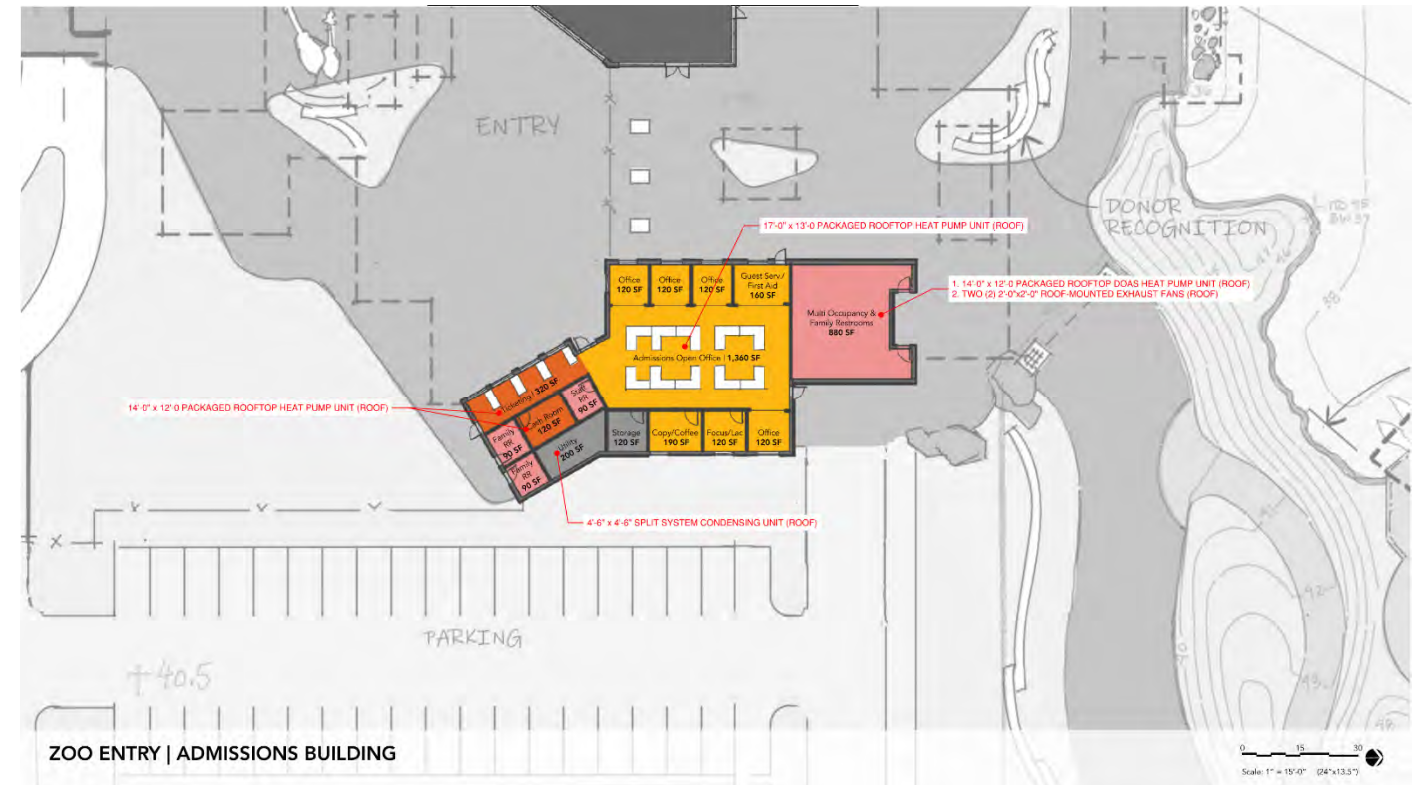 ENTRY
DONOR
RECOGNITION
17'-0" x 13'-0 PACKAGED ROOFTOP HEAT PUMP UNIT (ROOF)
1. 14'-0" x 12'-0 PACKAGED ROOFTOP DOAS HEAT PUMP UNIT (ROOF)
2. TWO (2) 2'-0"x2'-0" ROOF-MOUNTED EXHAUST FANS (ROOF)
Office
120 SF
Office
120 SF
Office
120 SF
Guest Serv./
First Aid
160 SF
Multi Occupancy &
Family Restrooms
880 SF
Admissions Open Office | 1,360 SF
14'-0" x 12'-0 PACKAGED ROOFTOP HEAT PUMP UNIT (ROOF)
Ticketing | 320 SF
Staff
RR
90 SF
Cash Room
120 SF
Family
RR
90 SF
Family
RR
90 SF
Utility
200 SF
Storage
120 SF
Copy/Coffee
190 SF
Focus/Lac
120 SF
Office
120 SF
4'-6" x 4'-6" SPLIT SYSTEM CONDENSING UNIT (ROOF)
PARKING
+40.5
88
91
92
93
90
ZOO ENTRY | ADMISSIONS BUILDING
0 15 30
Scale: 1" = 15'-0" (24"x13.5")